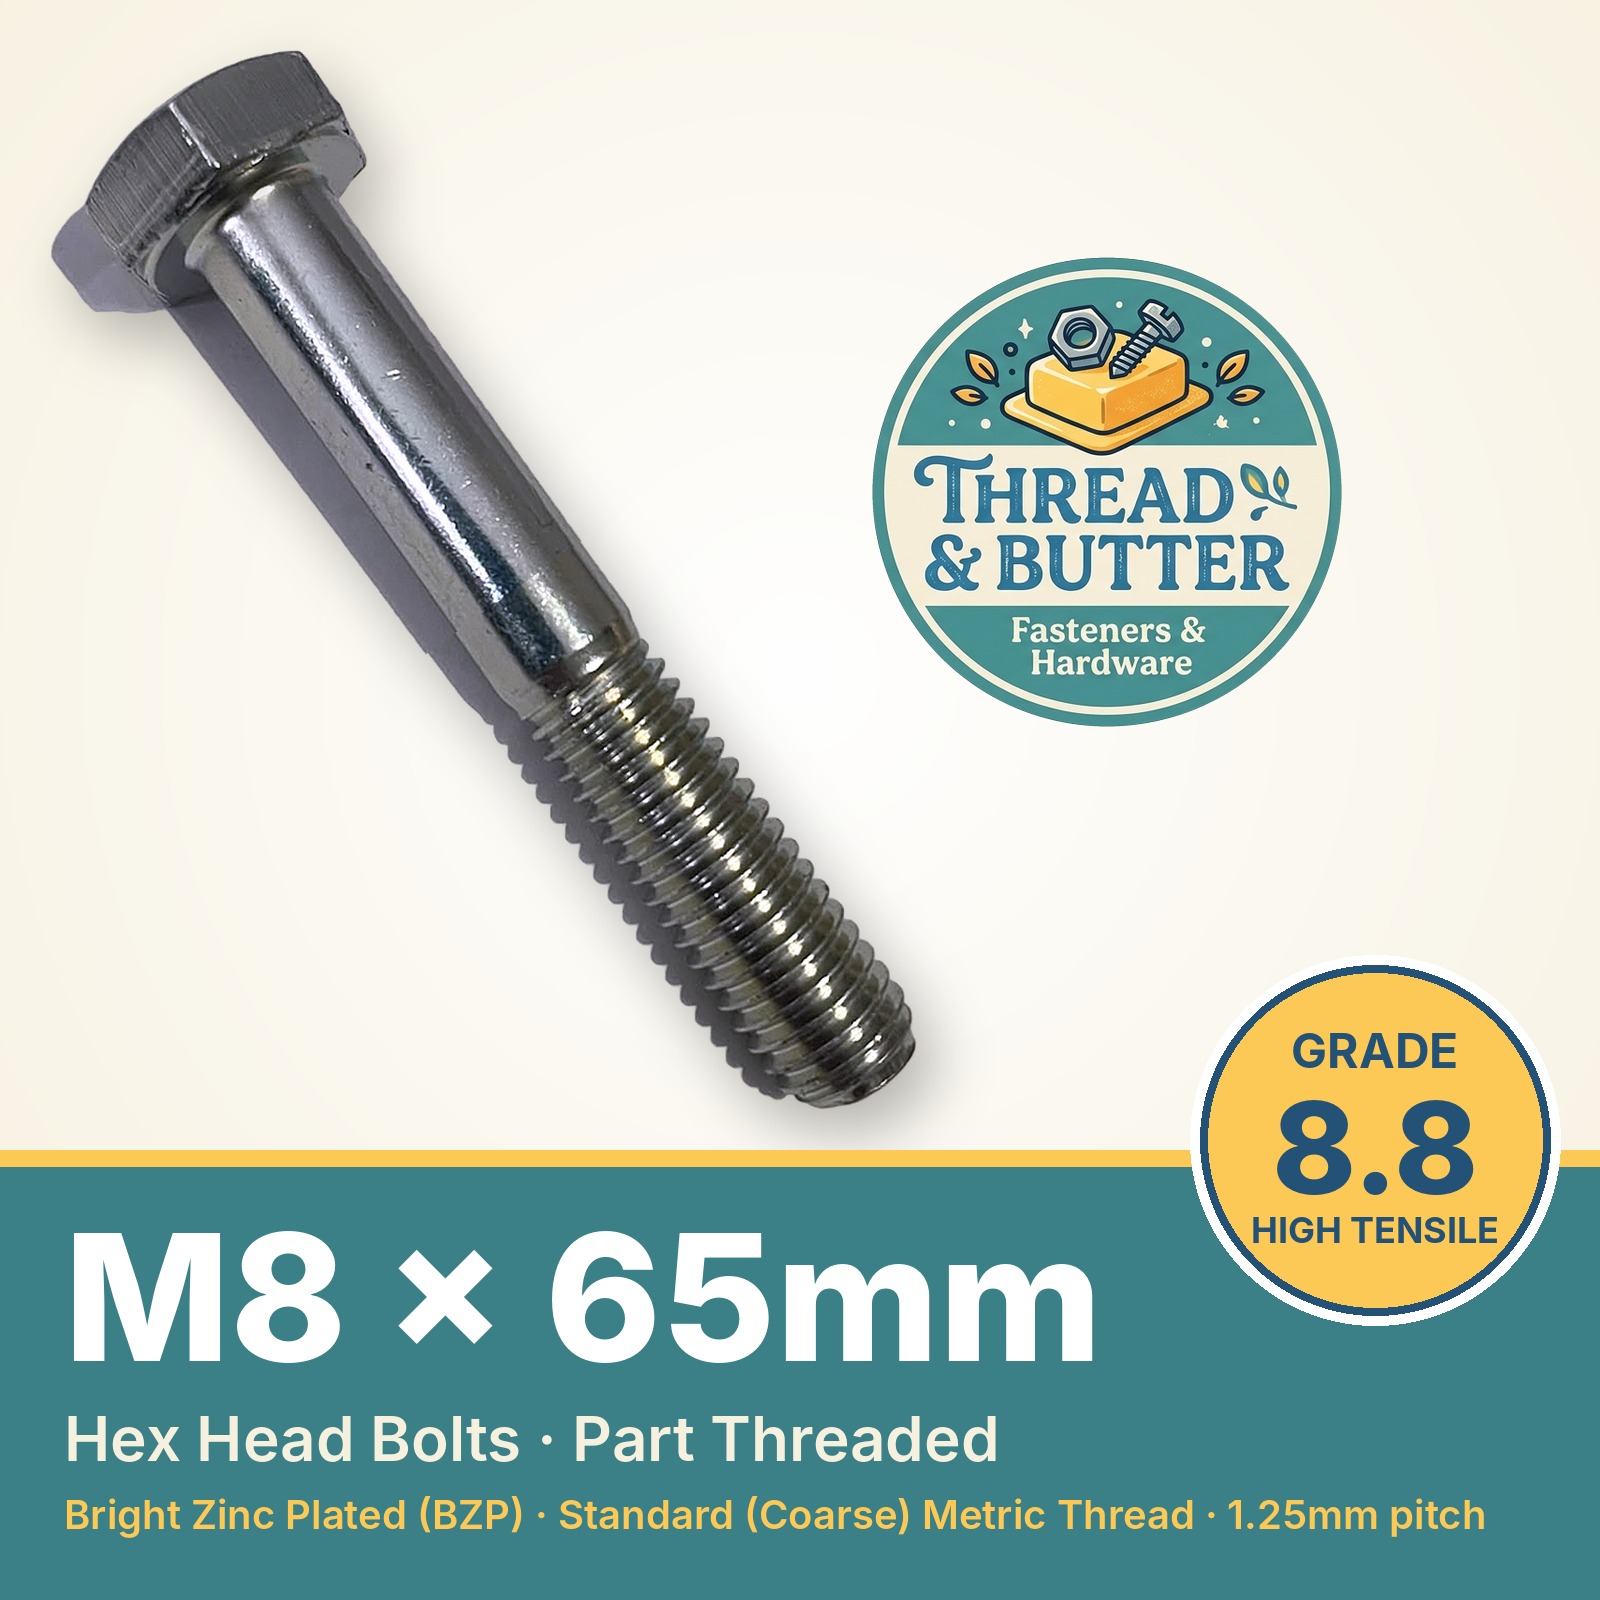 THREAD
& BUTTER
Fasteners &
Hardware
GRADE
8.8
HIGH TENSILE
M8 × 65mm
Hex Head Bolts · Part Threaded
Bright Zinc Plated (BZP) · Standard (Coarse) Metric Thread · 1.25mm pitch